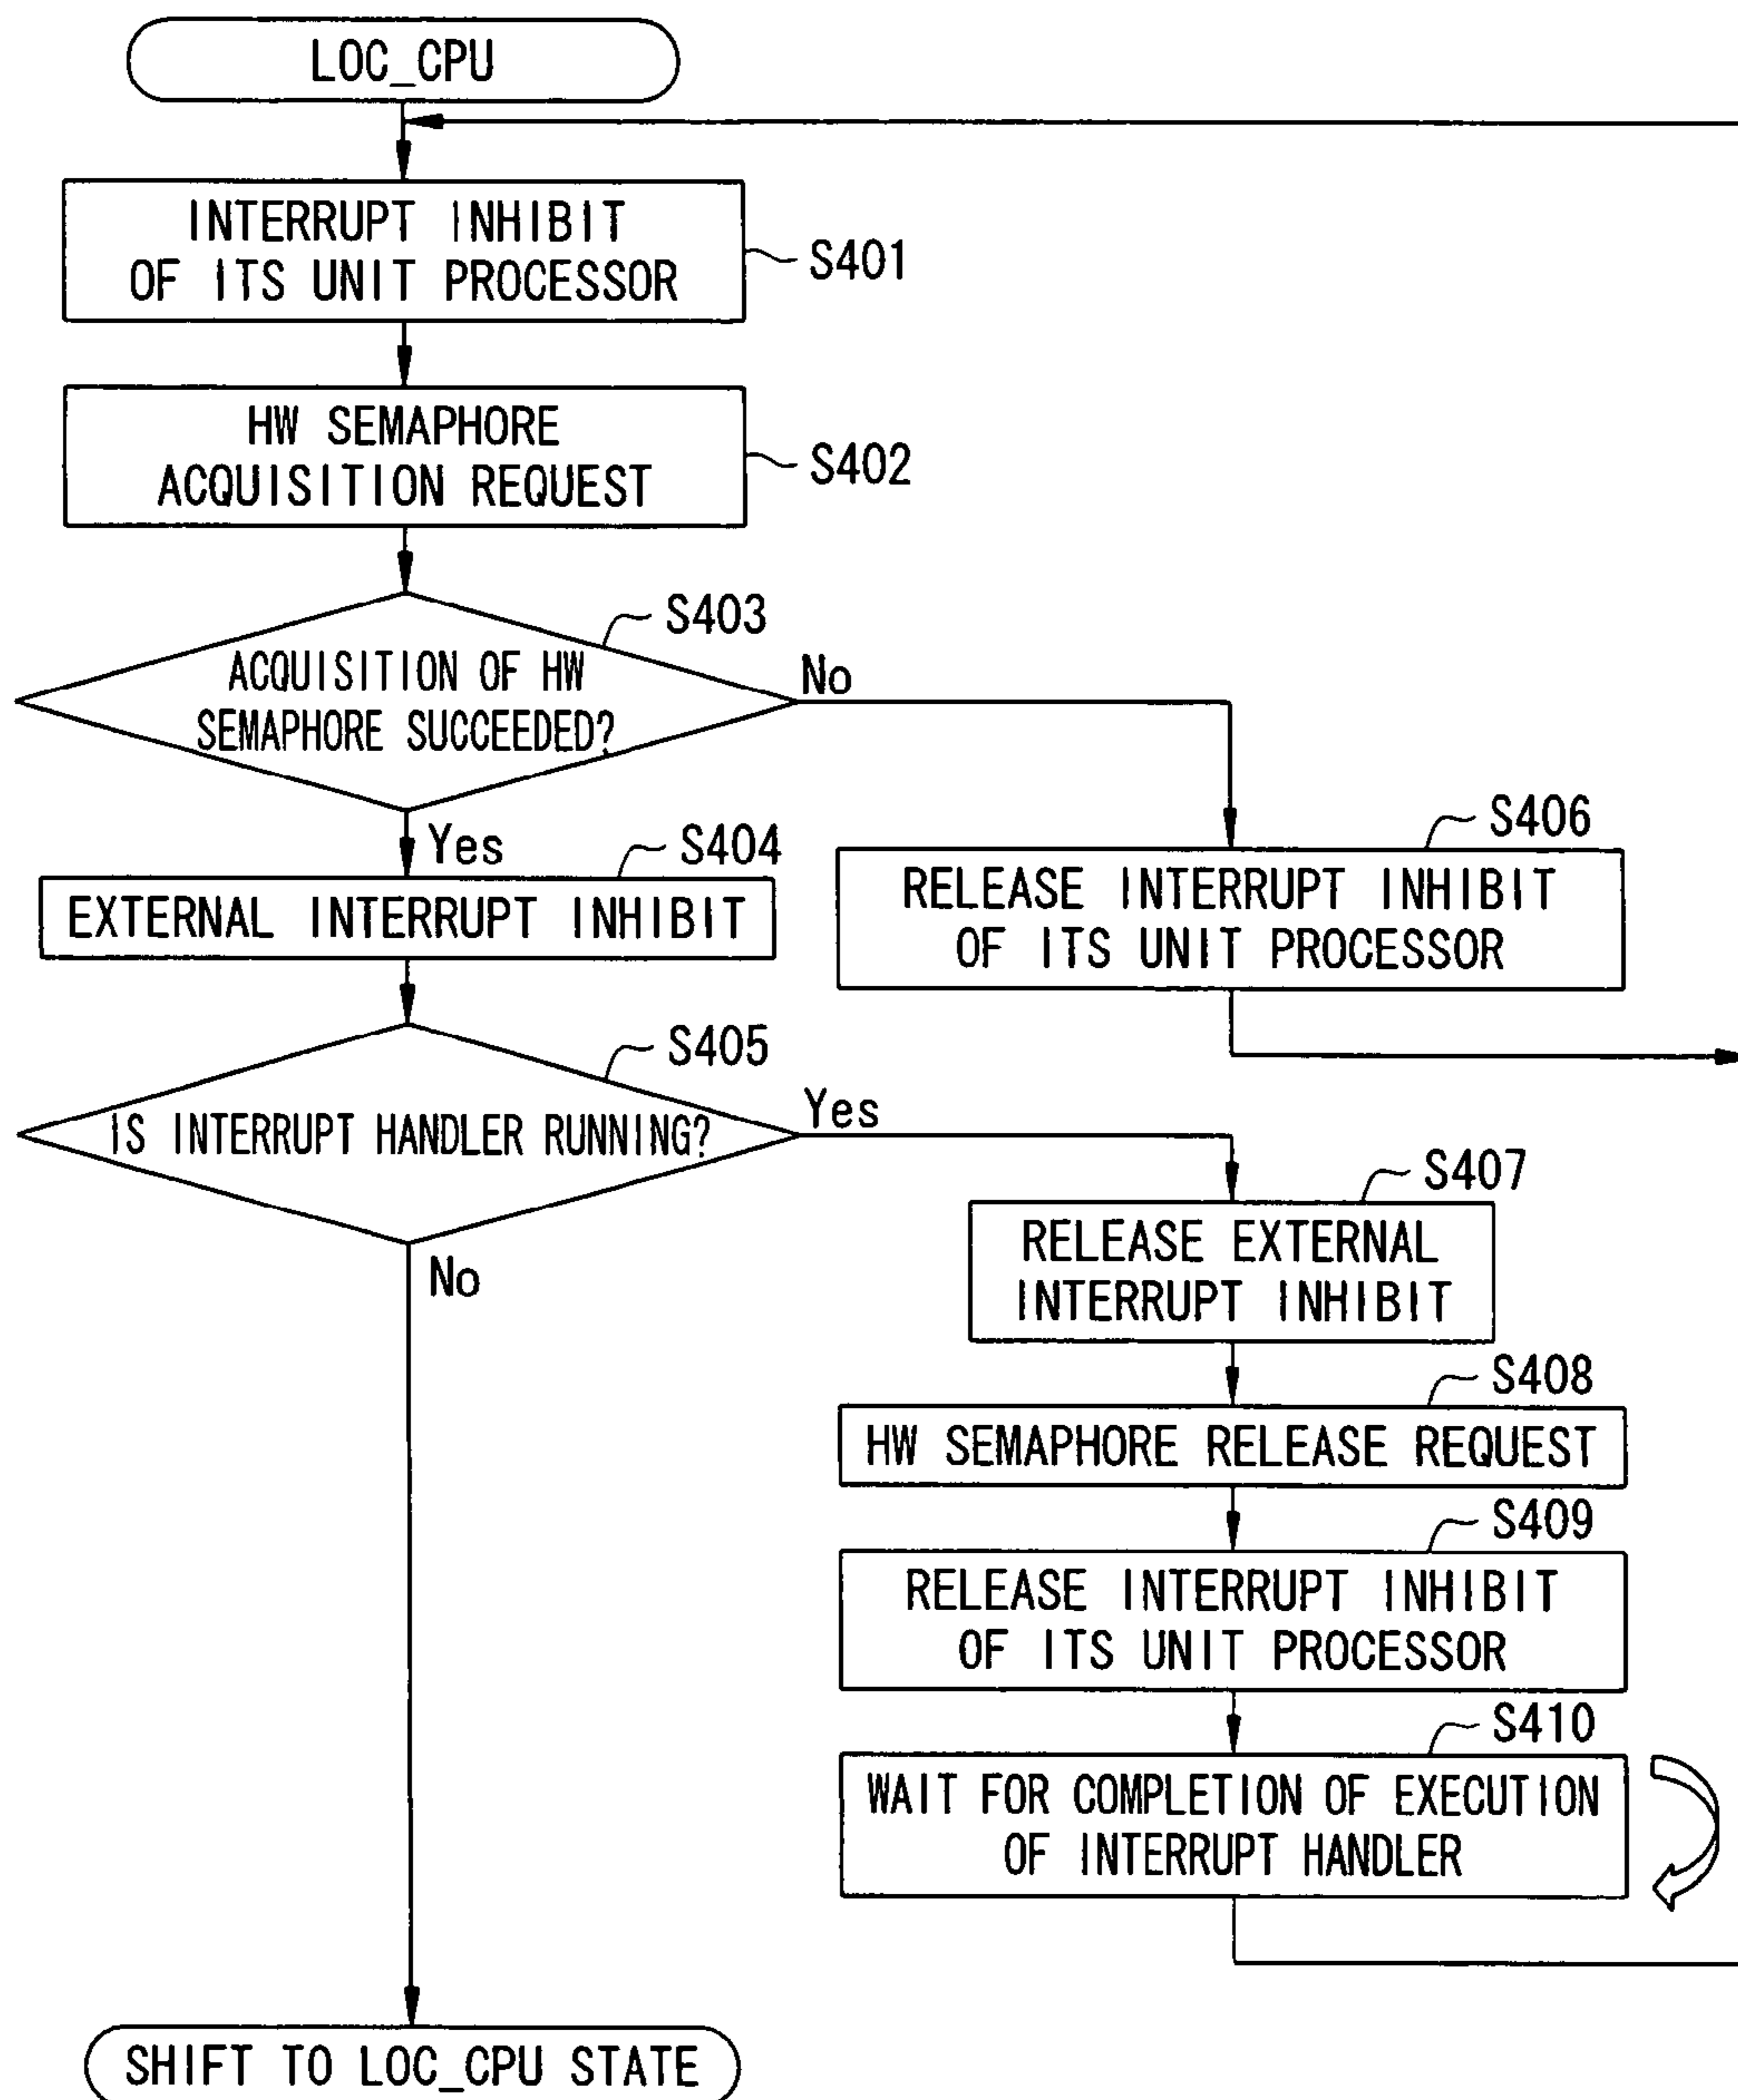 LOC_CPU
INTERRUPT INHIBIT
OF ITS UNIT PROCESSOR
S401
HW SEMAPHORE
ACQUISITION REQUEST
S402
S403
ACQUISITION OF HW
SEMAPHORE SUCCEEDED?
No
Yes
S404
EXTERNAL INTERRUPT INHIBIT
S406
RELEASE INTERRUPT INHIBIT
OF ITS UNIT PROCESSOR
S405
IS INTERRUPT HANDLER RUNNING?
Yes
No
S407
RELEASE EXTERNAL
INTERRUPT INHIBIT
S408
HW SEMAPHORE RELEASE REQUEST
S409
RELEASE INTERRUPT INHIBIT
OF ITS UNIT PROCESSOR
S410
WAIT FOR COMPLETION OF EXECUTION
OF INTERRUPT HANDLER
SHIFT TO LOC_CPU STATE